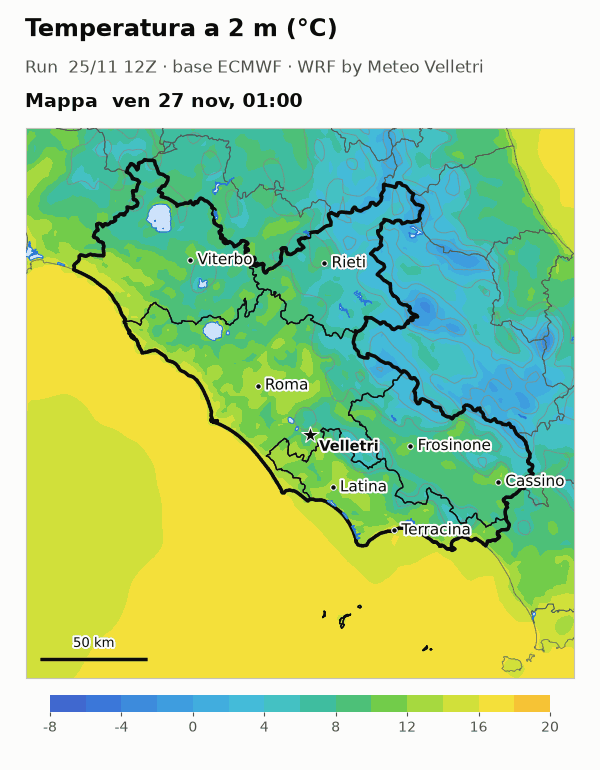 Temperatura a 2 m (°C)
Run  25/11 12Z · base ECMWF · WRF by Meteo Velletri
Mappa  ven 27 nov, 01:00
Viterbo
Rieti
Roma
Velletri
Frosinone
Cassino
Latina
Terracina
50 km
-8 -4 0 4 8 12 16 20